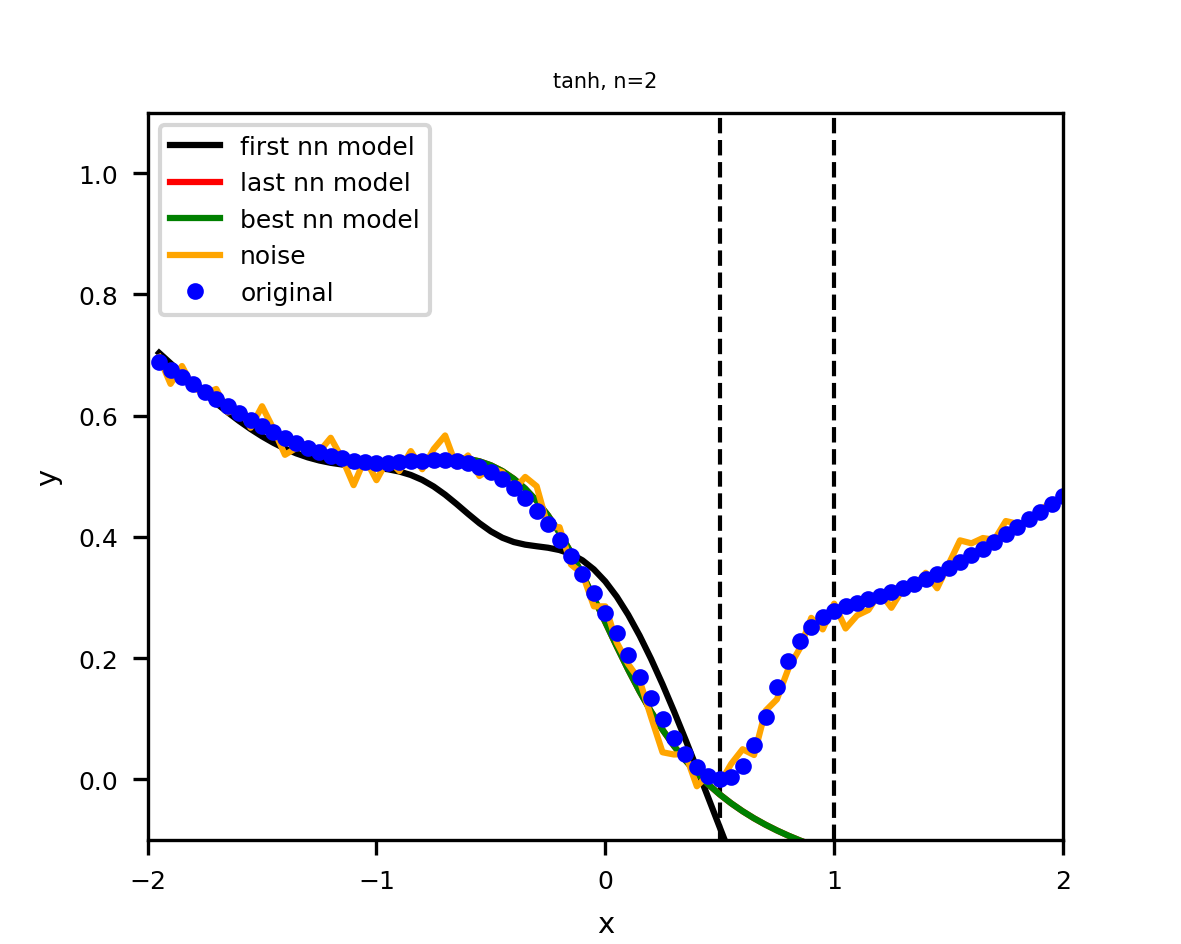 tanh, n=2
first nn model
last nn model
best nn model
noise
original
1.0
0.8
0.6
0.4
0.2
0.0
y
−2 −1 0 1 2
x